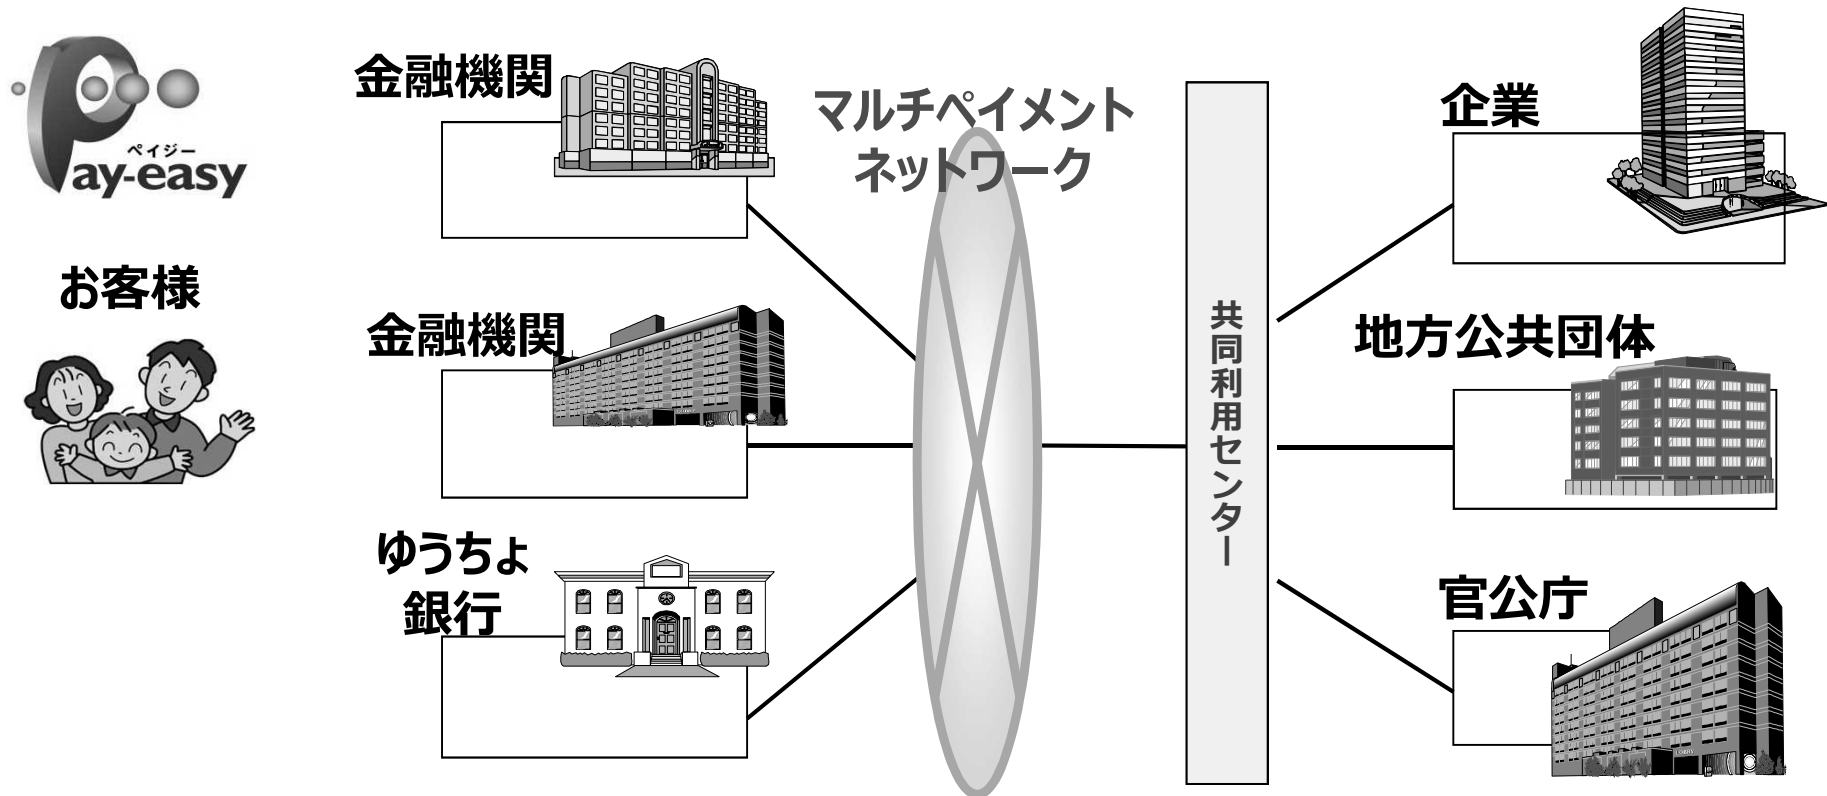 ペイジー
Pay-easy
お客様
金融機関
金融機関
ゆうちょ
銀行
マルチペイメント
ネットワーク
共同利用センター
企業
地方公共団体
官公庁